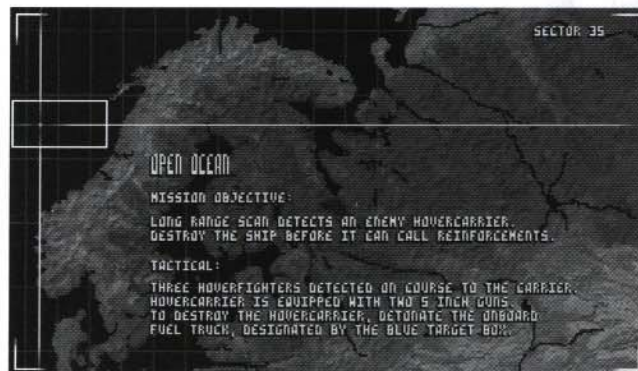 SECTOR 35
OPEN OCEAN
MISSION OBJECTIVE:
LONG RANGE SCAN DETECTS AN ENEMY HOVERCARRIER.
DESTROY THE SHIP BEFORE IT CAN CALL REINFORCEMENTS.
TACTICAL:
THREE HOVERFIGHTERS DETECTED ON COURSE TO THE CARRIER.
HOVERCARRIER IS EQUIPPED WITH TWO 5 INCH GUNS.
TO DESTROY THE HOVERCARRIER, DETONATE THE ONBOARD
FUEL TRUCK, DESIGNATED BY THE BLUE TARGET BOX.